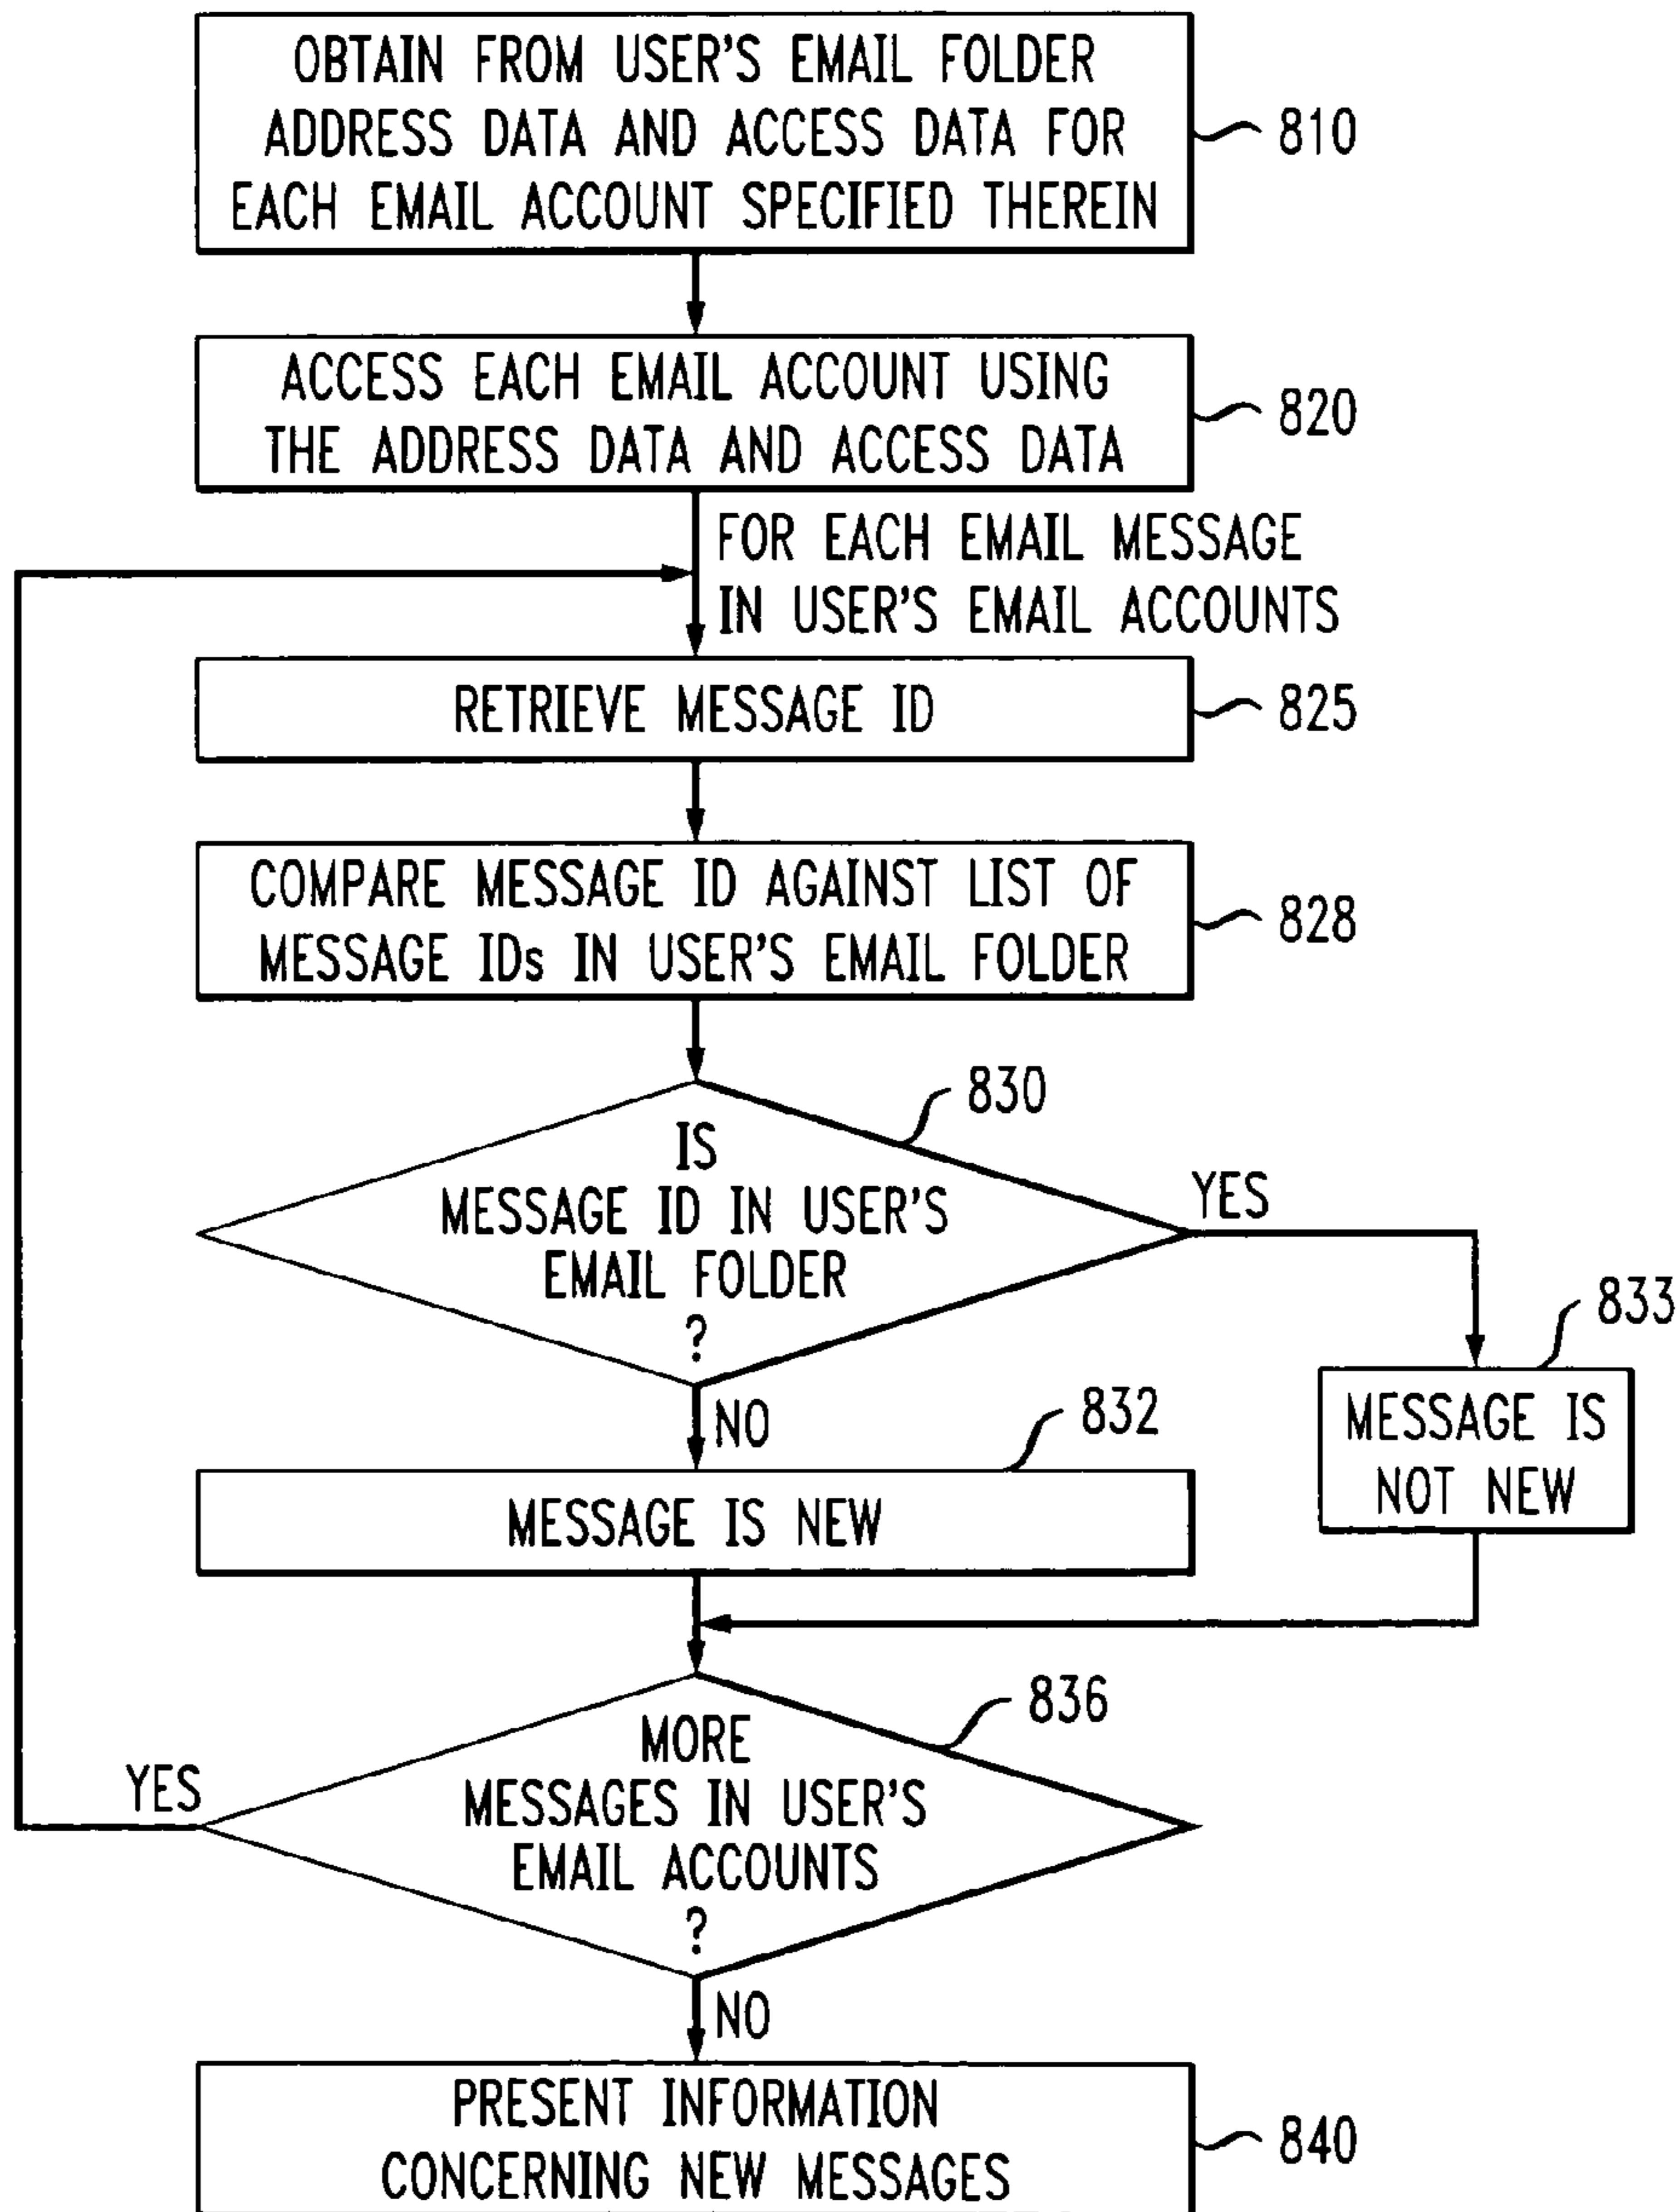 OBTAIN FROM USER'S EMAIL FOLDER
ADDRESS DATA AND ACCESS DATA FOR
EACH EMAIL ACCOUNT SPECIFIED THEREIN
810
ACCESS EACH EMAIL ACCOUNT USING
THE ADDRESS DATA AND ACCESS DATA
820
FOR EACH EMAIL MESSAGE
IN USER'S EMAIL ACCOUNTS
RETRIEVE MESSAGE ID
825
COMPARE MESSAGE ID AGAINST LIST OF
MESSAGE IDs IN USER'S EMAIL FOLDER
828
830
IS
MESSAGE ID IN USER'S
EMAIL FOLDER
?
YES
833
MESSAGE IS
NOT NEW
NO
832
MESSAGE IS NEW
836
MORE
MESSAGES IN USER'S
EMAIL ACCOUNTS
?
YES
NO
PRESENT INFORMATION
CONCERNING NEW MESSAGES
840